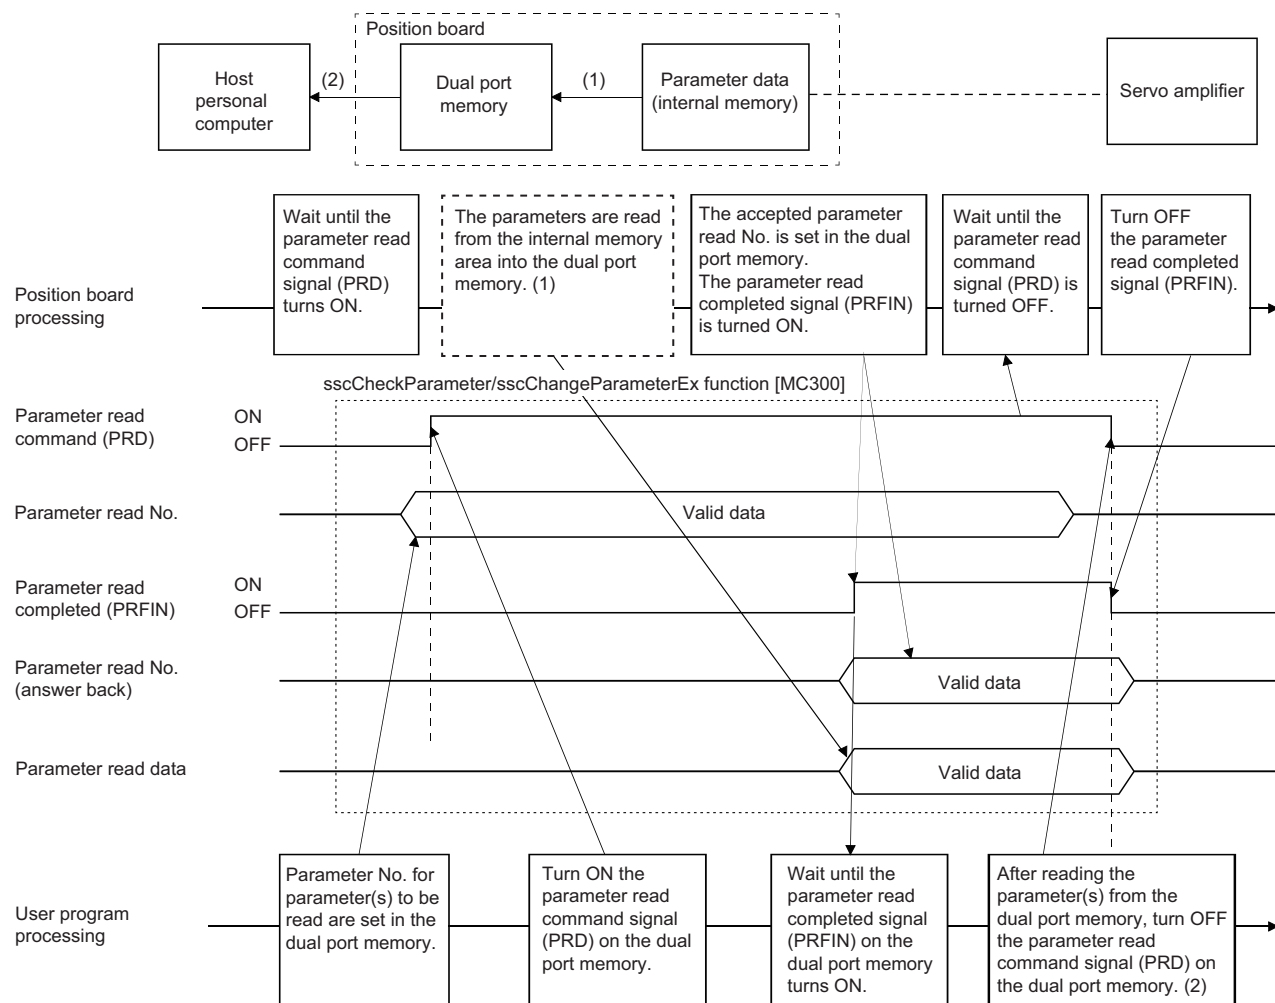 Position board
Host
personal
computer
(2)
Dual port
memory
(1)
Parameter data
(internal memory)
Servo amplifier
Position board
processing
Wait until the
parameter read
command
signal (PRD)
turns ON.
The parameters are read
from the internal memory
area into the dual port
memory. (1)
The accepted parameter
read No. is set in the dual
port memory.
The parameter read
completed signal (PRFIN)
is turned ON.
Wait until the
parameter read
command
signal (PRD) is
turned OFF.
Turn OFF
the parameter
read completed
signal (PRFIN).
sscCheckParameter/sscChangeParameterEx function [MC300]
Parameter read
command (PRD)
ON
OFF
Parameter read No.
Valid data
Parameter read
completed (PRFIN)
ON
OFF
Parameter read No.
(answer back)
Valid data
Parameter read data
Valid data
User program
processing
Parameter No. for
parameter(s) to be
read are set in the
dual port memory.
Turn ON the
parameter read
command signal
(PRD) on the dual
port memory.
Wait until the
parameter read
completed signal
(PRFIN) on the
dual port memory
turns ON.
After reading the
parameter(s) from the
dual port memory, turn OFF
the parameter read
command signal (PRD) on
the dual port memory. (2)